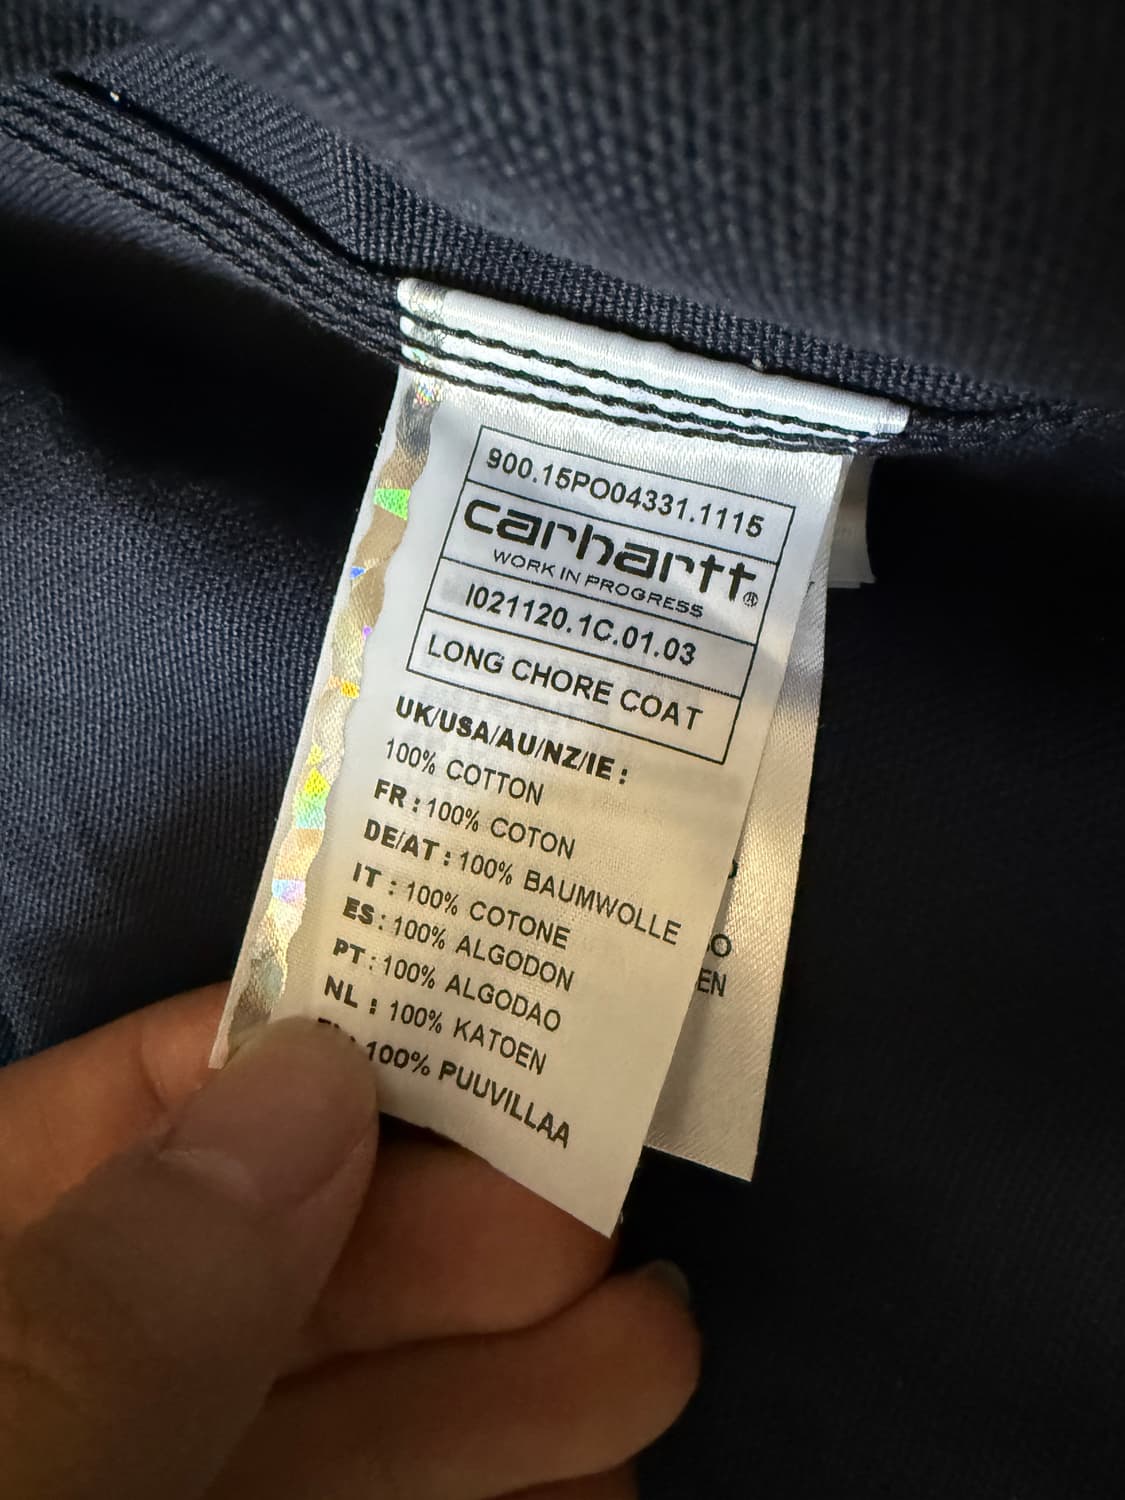 900.15PO04331.1115
carhartt®
WORK IN PROGRESS
I021120.1C.01.03
LONG CHORE COAT
UK/USA/AU/NZ/IE :
100% COTTON
FR : 100% COTON
DE/AT : 100% BAUMWOLLE
IT : 100% COTONE
ES : 100% ALGODON
PT : 100% ALGODAO
NL : 100% KATOEN
100% PUUVILLAA